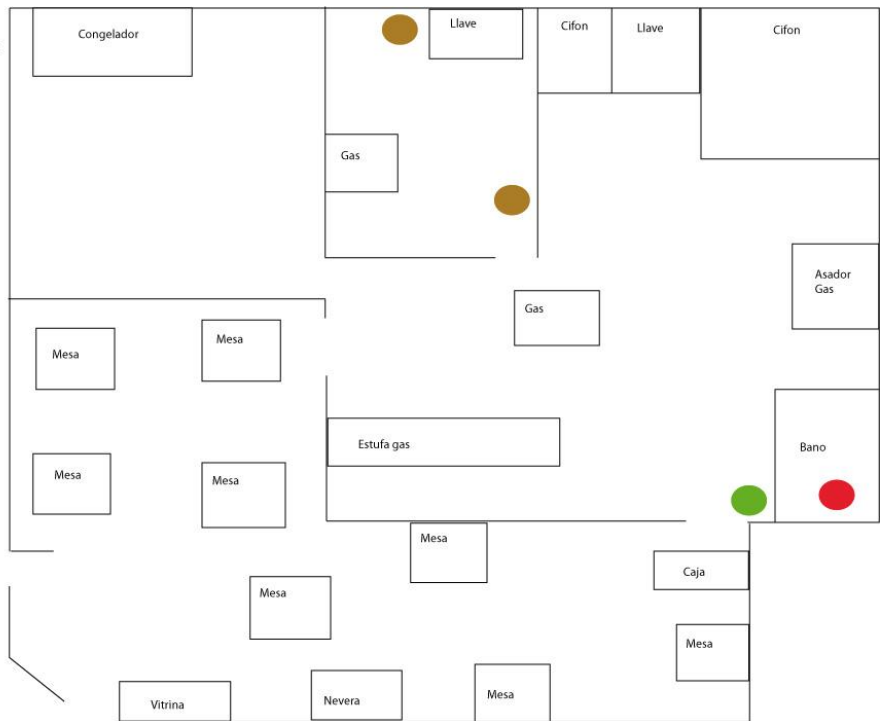 Congelador
Llave
Cifon
Llave
Cifon
Gas
Asador
Gas
Gas
Mesa
Mesa
Estufa gas
Bano
Mesa
Mesa
Mesa
Caja
Mesa
Mesa
Vitrina
Nevera
Mesa